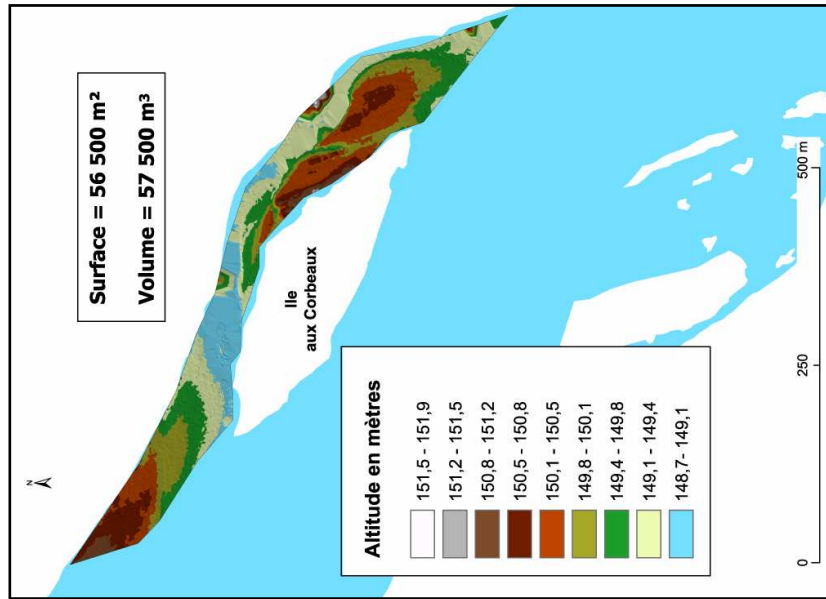 N
Surface = 56 500 m²
Volume = 57 500 m³
Ile
aux Corbeaux
Altitude en mètres
151,5 - 151,9
151,2 - 151,5
150,8 - 151,2
150,5 - 150,8
150,1 - 150,5
149,8 - 150,1
149,4 - 149,8
149,1 - 149,4
148,7- 149,1
0
250
500 m